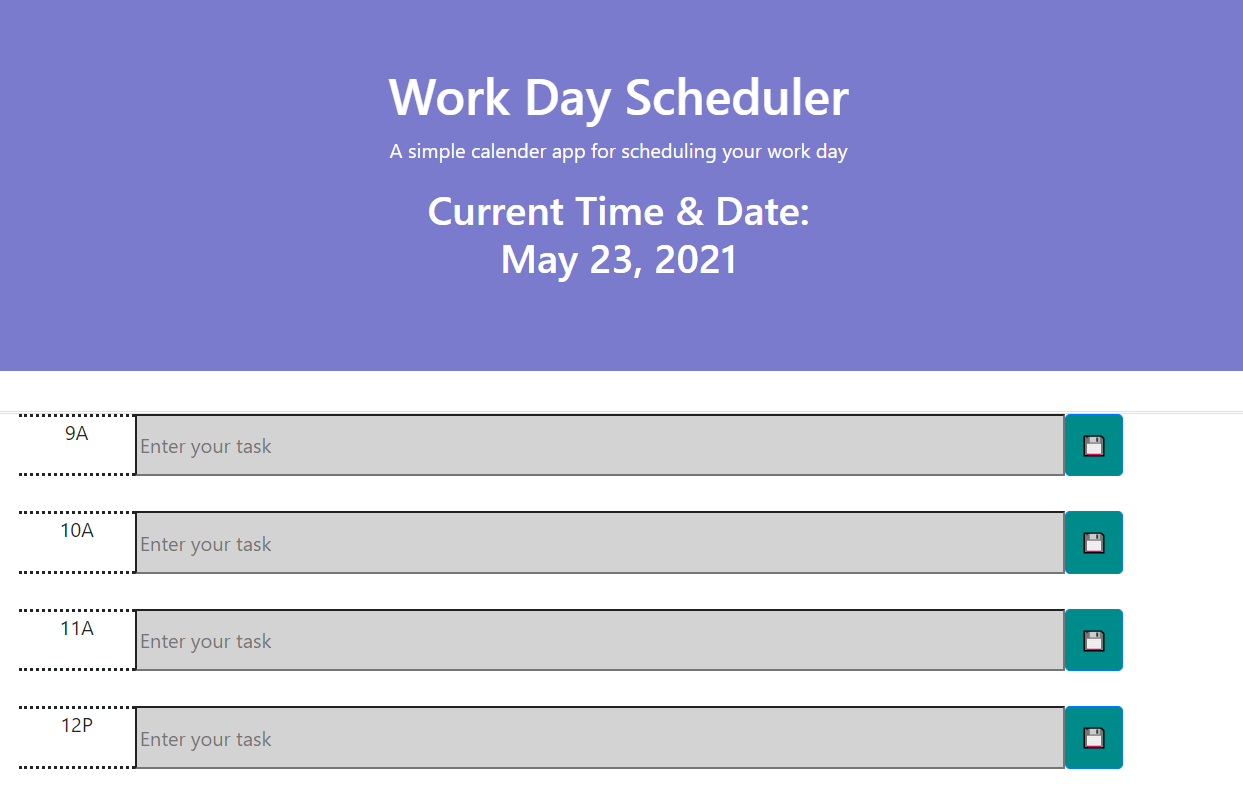 Work Day Scheduler
A simple calender app for scheduling your work day
Current Time & Date:
May 23, 2021
9A
Enter your task
10A
Enter your task
11A
Enter your task
12P
Enter your task